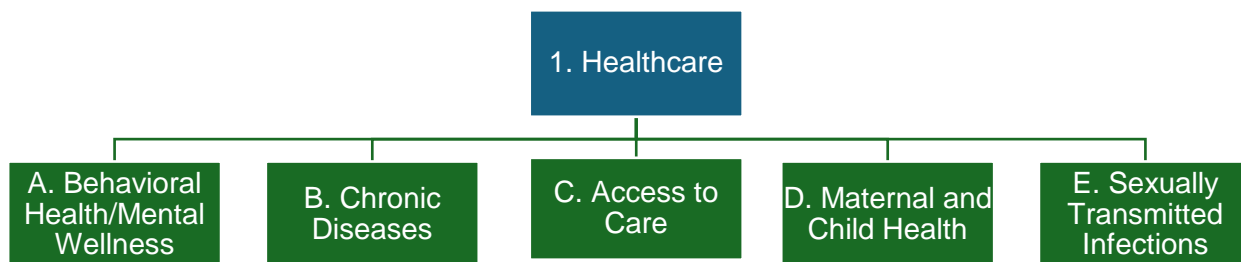 1. Healthcare
A. Behavioral
Health/Mental
Wellness
B. Chronic
Diseases
C. Access to
Care
D. Maternal and
Child Health
E. Sexually
Transmitted
Infections